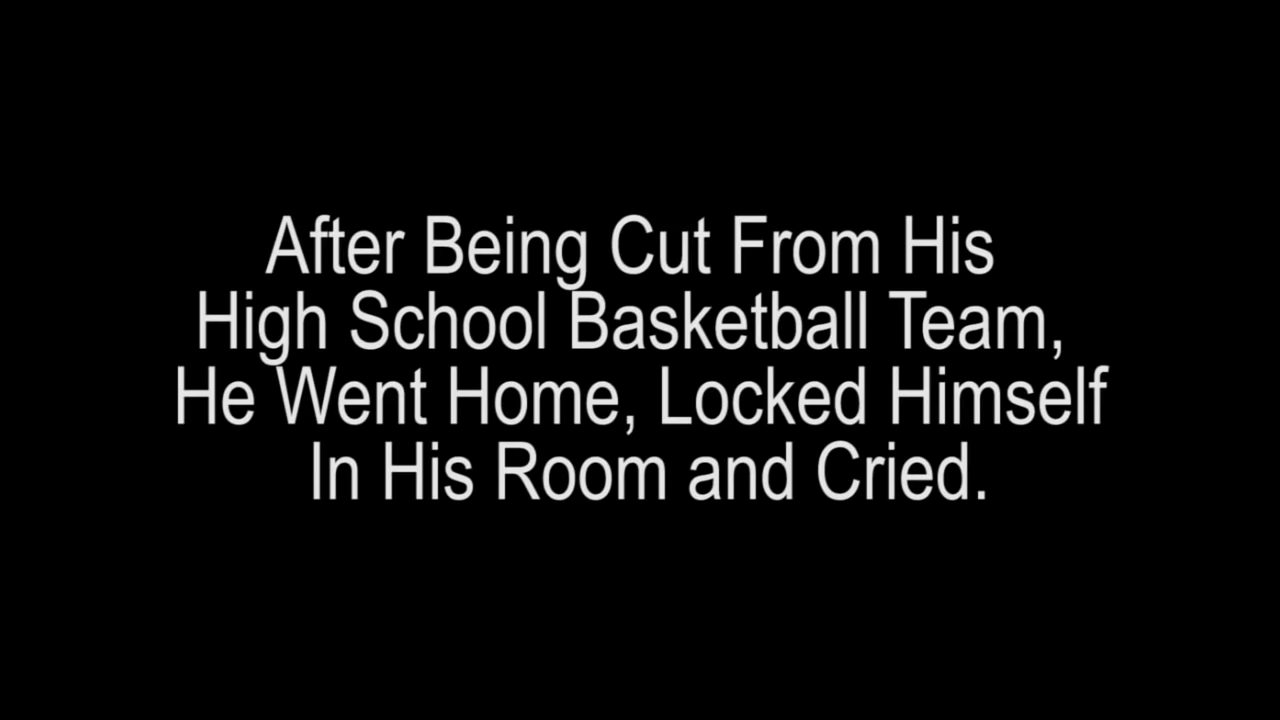 After Being Cut From His
High School Basketball Team,
He Went Home, Locked Himself
In His Room and Cried.